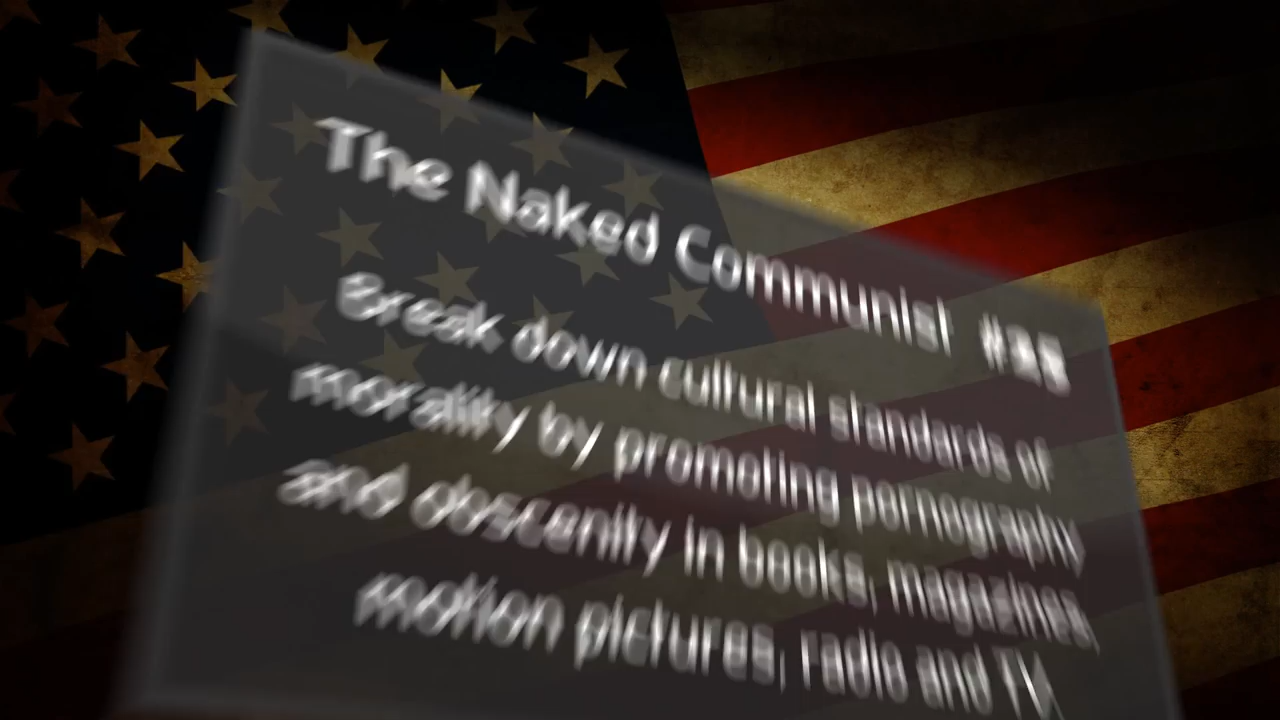 The Naked Communist #25
Break down cultural standards of
morality by promoting pornography
and obscenity in books, magazines,
motion pictures, radio and TV